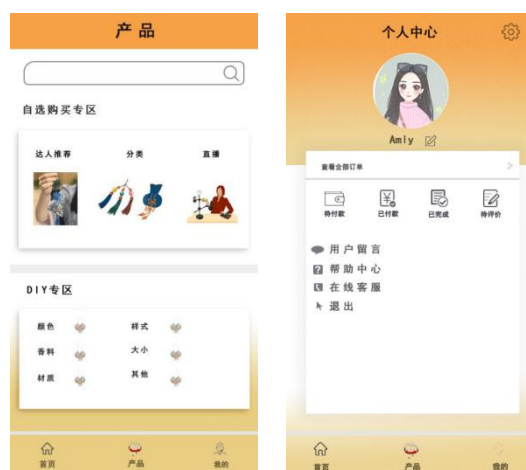 产品
自选购买专区
达人推荐 分类 直播
DIY专区
颜色 样式
香料 大小
材质 其他
首页 产品 我的
个人中心
Amly
查看全部订单 >
待付款 已付款 已完成 待评价
用户留言
帮助中心
在线客服
退出
首页 产品 我的